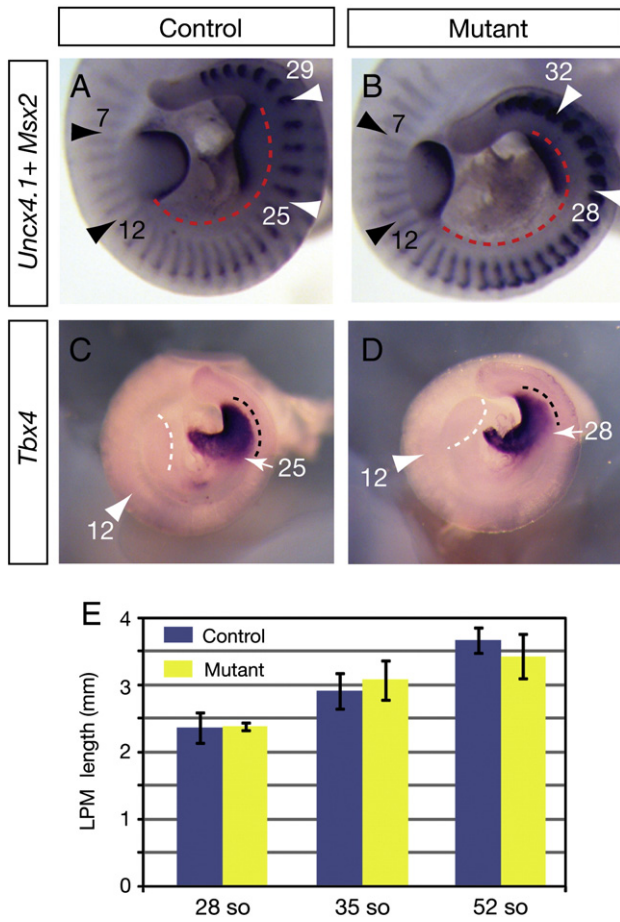 Control
Mutant
Uncx4.1+ Msx2
A
29
7
12
25
B
32
7
12
28
Tbx4
C
25
12
D
28
12
E
LPM length (mm)
4
3
2
1
0
Control
Mutant
28 so
35 so
52 so